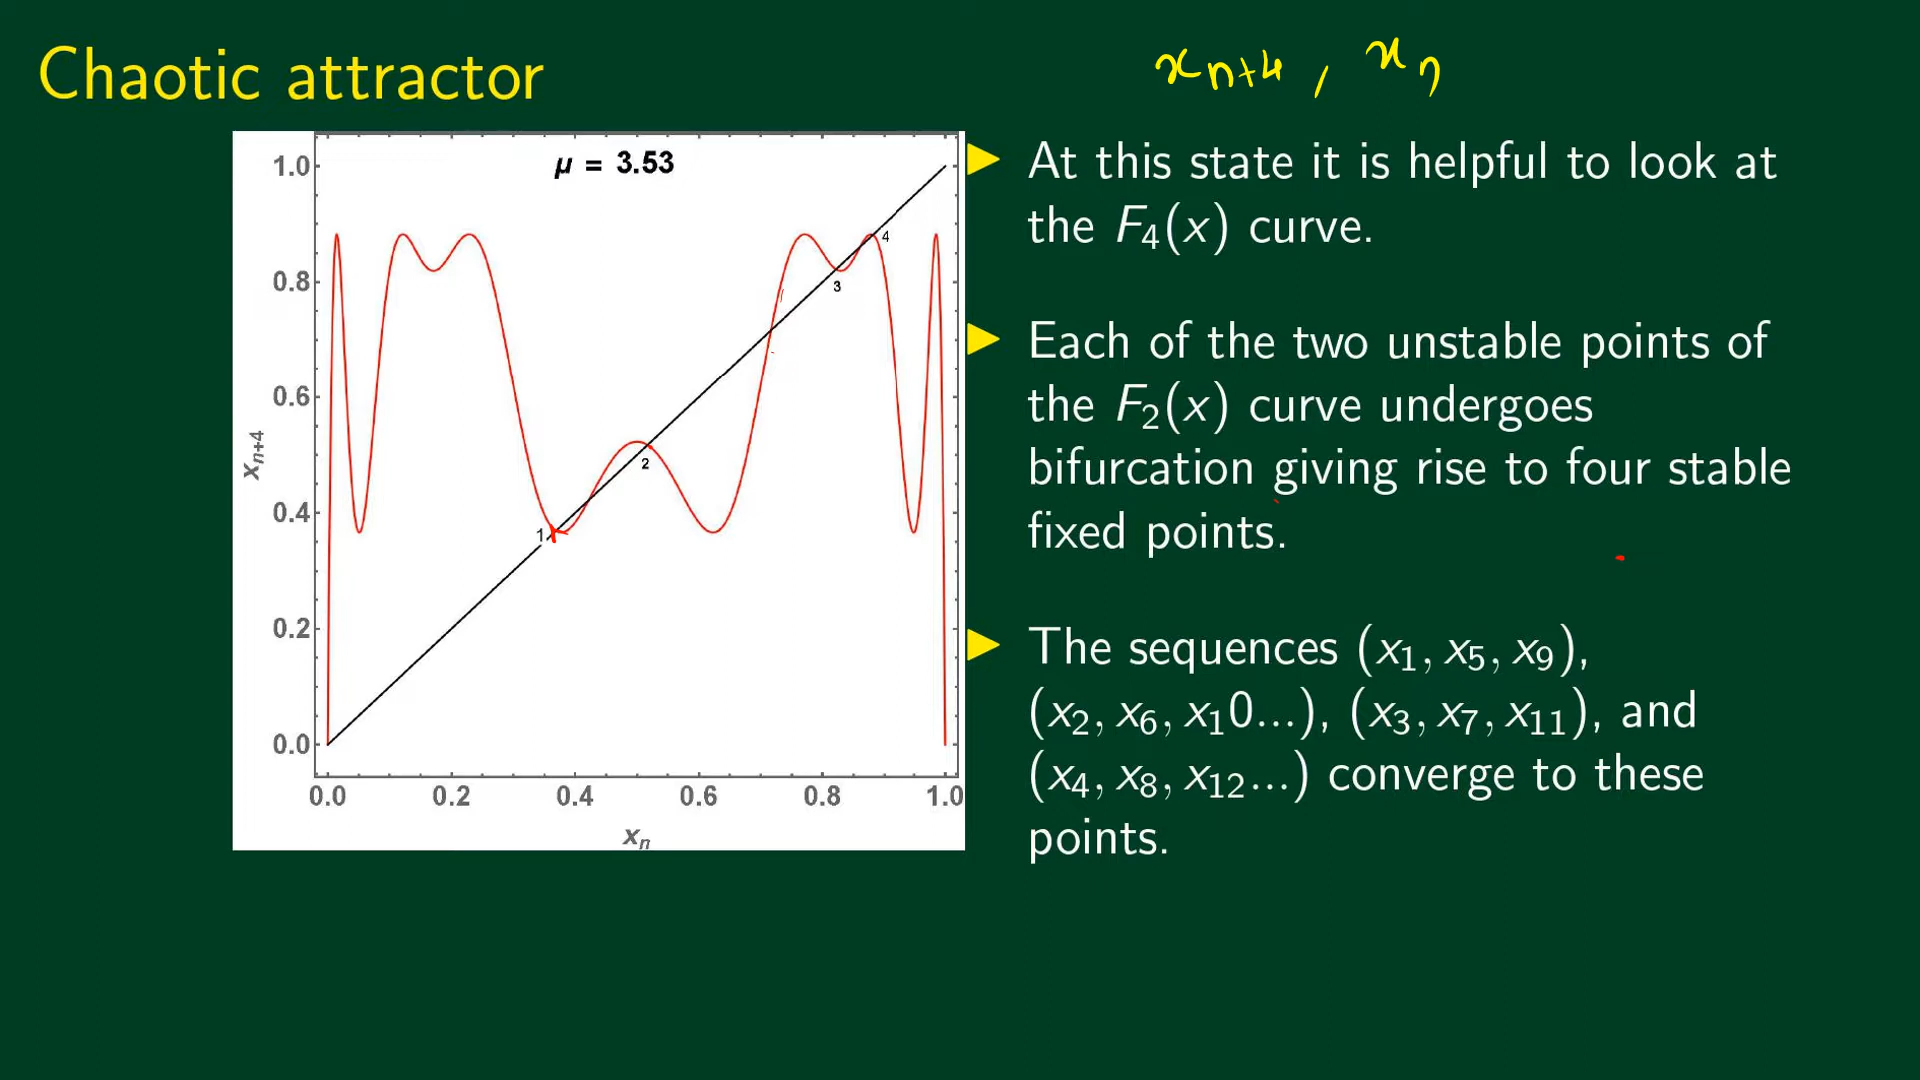 Chaotic attractor
xₙ₊₄ , xₙ
μ = 3.53
1.0
0.8
0.6
0.4
0.2
0.0
xₙ₊₄
4
3
2
1
0.0 0.2 0.4 0.6 0.8 1.0
xₙ
At this state it is helpful to look at
the F₄(x) curve.
Each of the two unstable points of
the F₂(x) curve undergoes
bifurcation giving rise to four stable
fixed points.
The sequences (x₁, x₅, x₉),
(x₂, x₆, x₁0...), (x₃, x₇, x₁₁), and
(x₄, x₈, x₁₂...) converge to these
points.